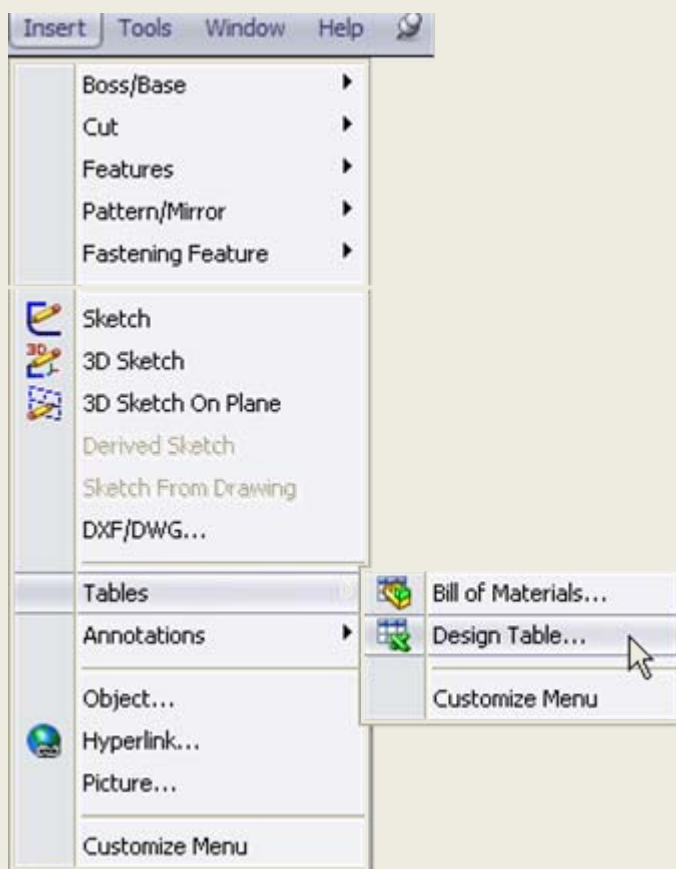 Insert Tools Window Help
Boss/Base
Cut
Features
Pattern/Mirror
Fastening Feature
Sketch
3D
3D Sketch
3D Sketch On Plane
Derived Sketch
Sketch From Drawing
DXF/DWG...
Tables
Annotations
Object...
Hyperlink...
Picture...
Customize Menu
Bill of Materials...
Design Table...
Customize Menu